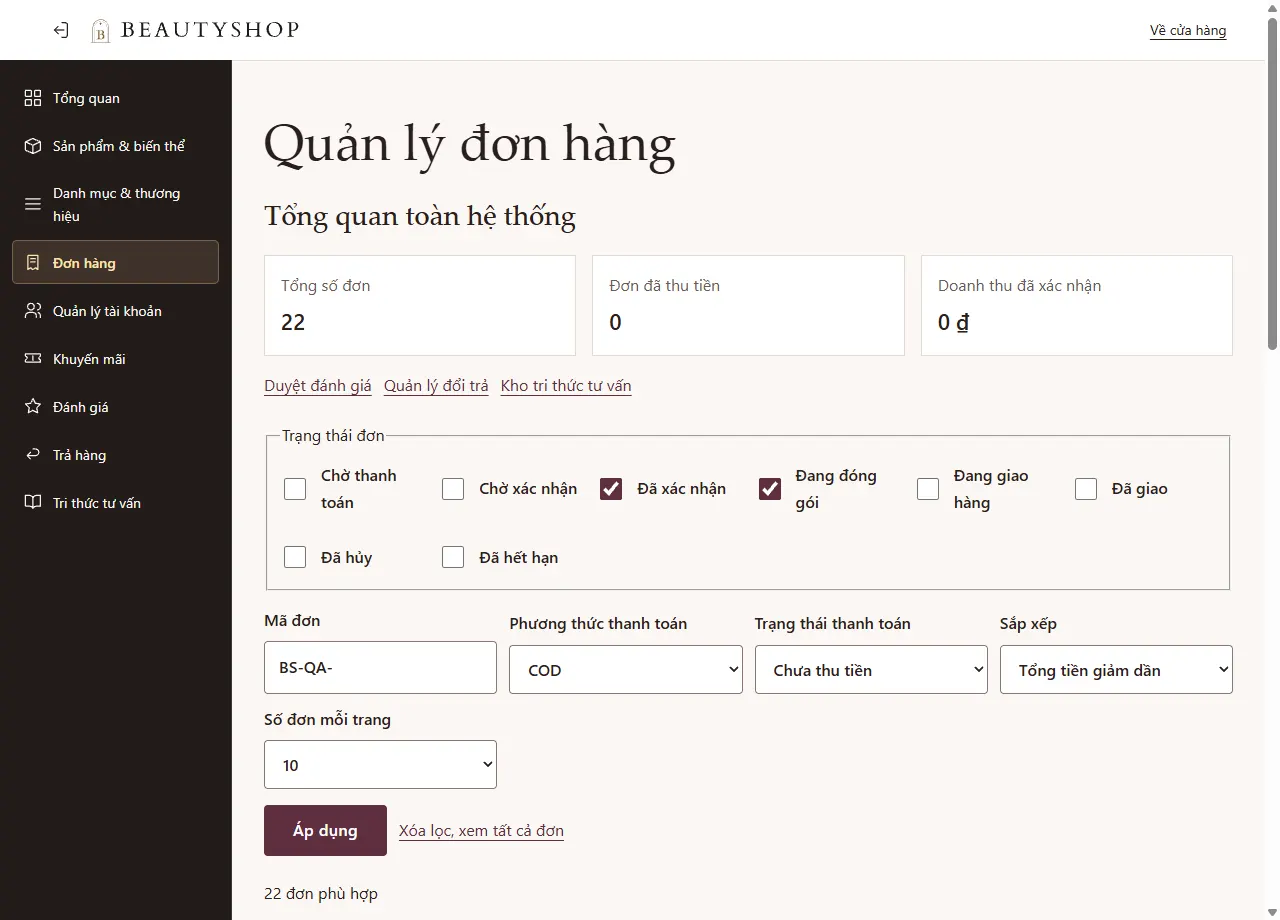 B BEAUTYSHOP
Về cửa hàng
Tổng quan
Sản phẩm & biến thể
Danh mục & thương
hiệu
Đơn hàng
Quản lý tài khoản
Khuyến mãi
Đánh giá
Trả hàng
Tri thức tư vấn
Quản lý đơn hàng
Tổng quan toàn hệ thống
Tổng số đơn
22
Đơn đã thu tiền
0
Doanh thu đã xác nhận
0 ₫
Duyệt đánh giá Quản lý đổi trả Kho tri thức tư vấn
Trạng thái đơn
Chờ thanh
toán
Chờ xác nhận
Đã xác nhận
Đang đóng
gói
Đang giao
hàng
Đã giao
Đã hủy
Đã hết hạn
Mã đơn
BS-QA-
Phương thức thanh toán
COD
Trạng thái thanh toán
Chưa thu tiền
Sắp xếp
Tổng tiền giảm dần
Số đơn mỗi trang
10
Áp dụng
Xóa lọc, xem tất cả đơn
22 đơn phù hợp